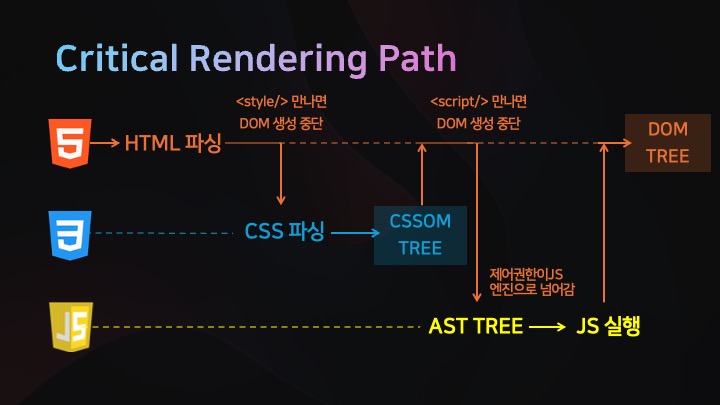 Critical Rendering Path
<style/> 만나면
DOM 생성 중단
<script/> 만나면
DOM 생성 중단
5
HTML 파싱
DOM
TREE
3
CSS 파싱
CSSOM
TREE
제어권한이JS
엔진으로 넘어감
JS
AST TREE
JS 실행